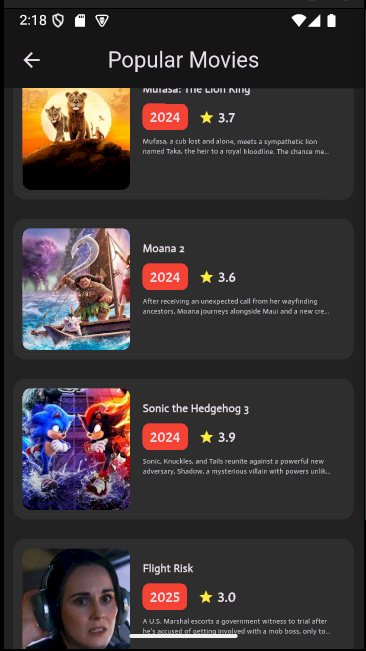 2:18
Popular Movies
Mufasa: The Lion King
2024 ⭐ 3.7
Mufasa, a cub lost and alone, meets a sympathetic lion
named Taka, the heir to a royal bloodline. The chance me...
Moana 2
2024 ⭐ 3.6
After receiving an unexpected call from her wayfinding
ancestors, Moana journeys alongside Maui and a new cre...
Sonic the Hedgehog 3
2024 ⭐ 3.9
Sonic, Knuckles, and Tails reunite against a powerful new
adversary, Shadow, a mysterious villain with powers unlik...
Flight Risk
2025 ⭐ 3.0
A U.S. Marshal escorts a government witness to trial after
he's accused of getting involved with a mob boss, only to...